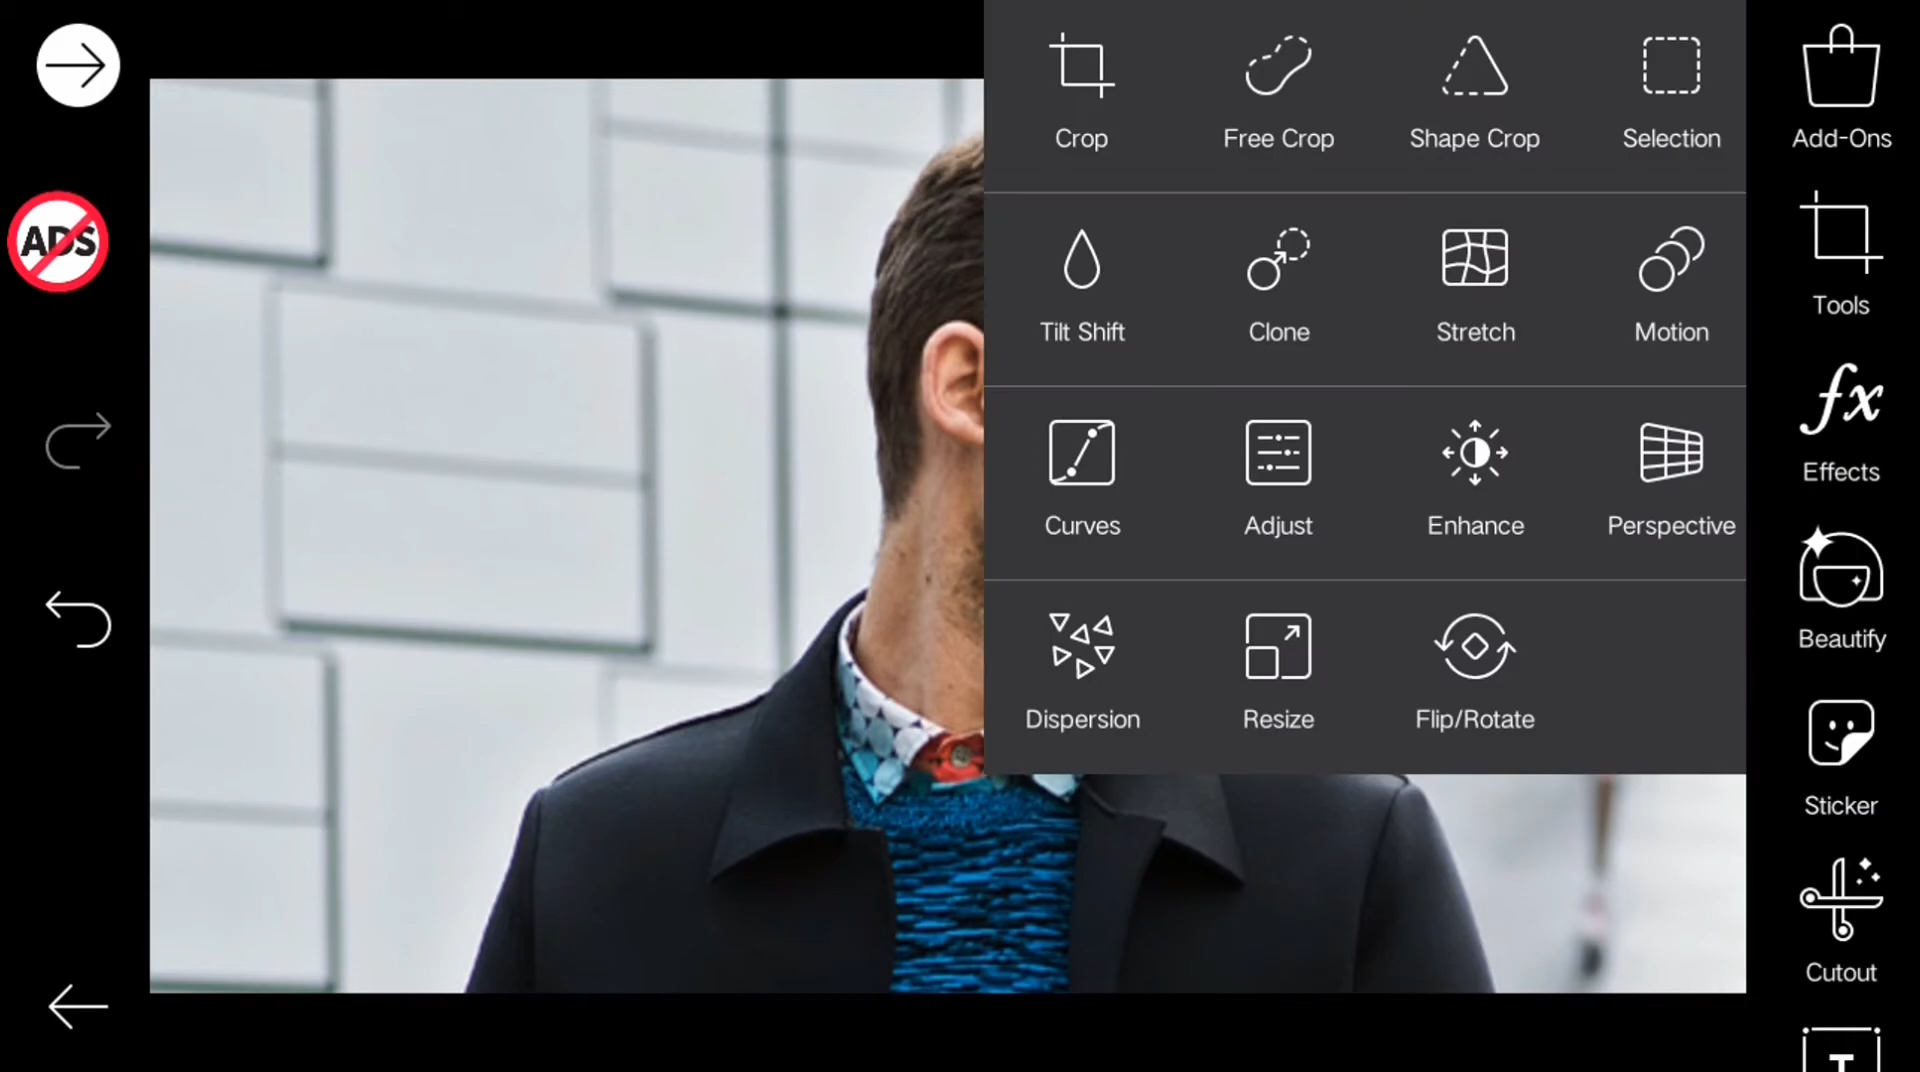 Crop
Free Crop
Shape Crop
Selection
Add-Ons
ADS
Tools
Tilt Shift
Clone
Stretch
Motion
fx
Effects
Curves
Adjust
Enhance
Perspective
Beautify
Dispersion
Resize
Flip/Rotate
Sticker
Cutout
T